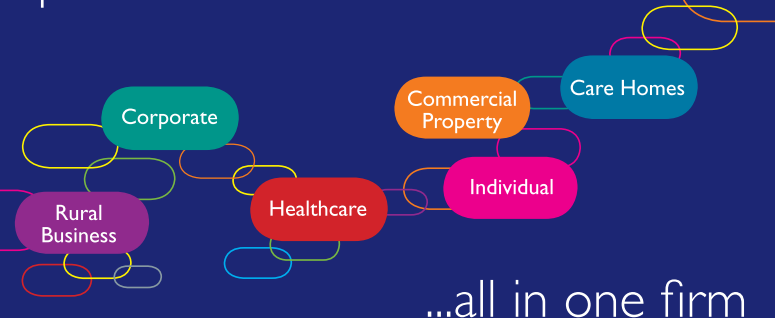 Care Homes
Commercial
Property
Corporate
Individual
Healthcare
Rural
Business
...all in one firm